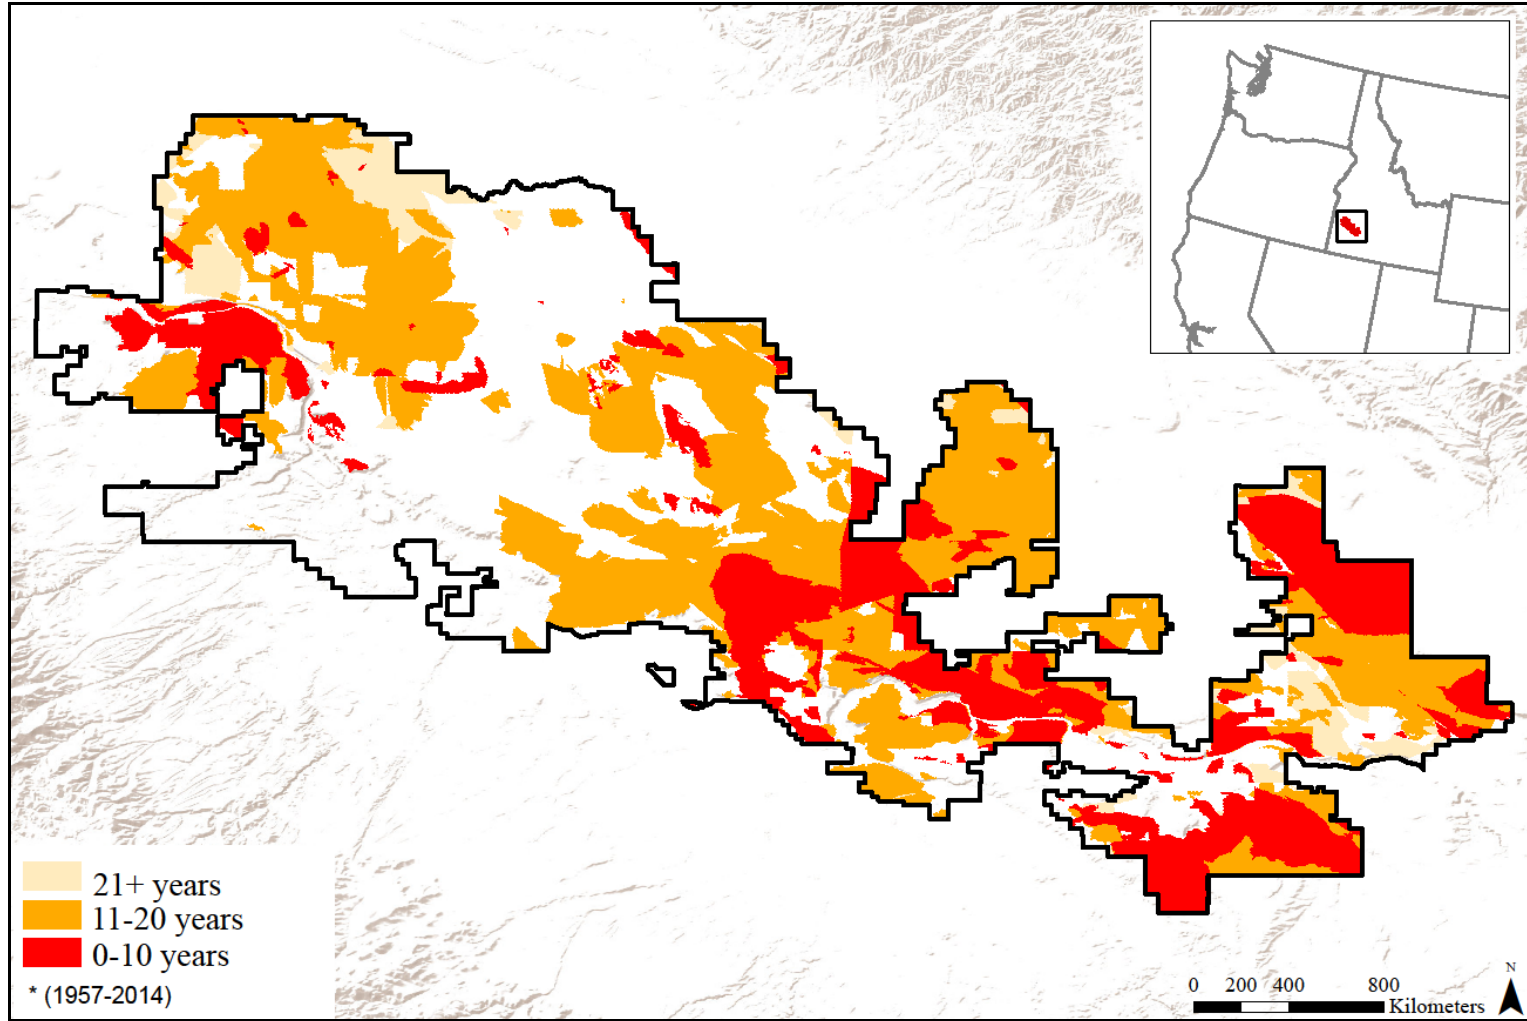 21+ years
11-20 years
0-10 years
* (1957-2014)
N
0 200 400 800
Kilometers